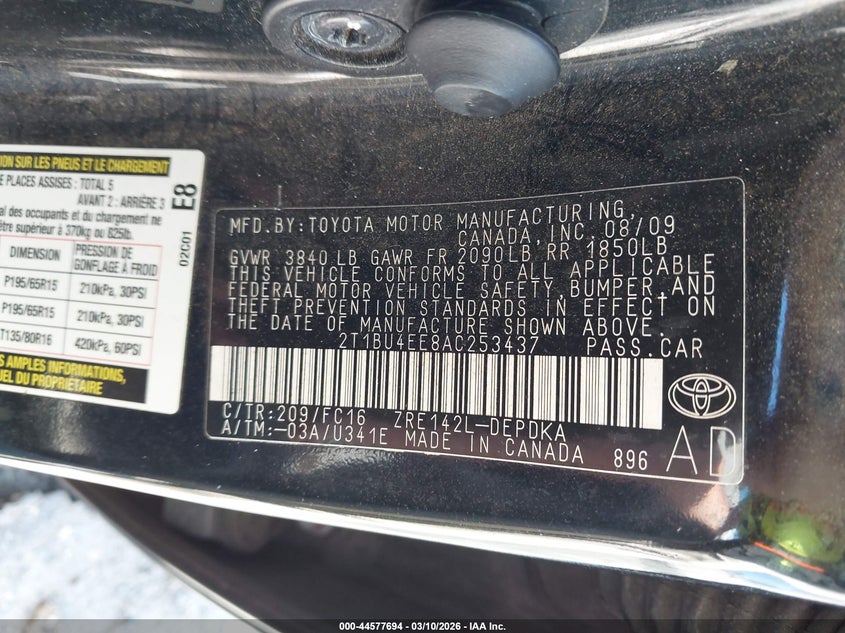 ION SUR LES PNEUS ET LE CHARGEMENT
PLACES ASSISES : TOTAL 5
AVANT 2 : ARRIÈRE 3
al des occupants et du chargement ne
être supérieur à 370kg ou 825lb.
E8
02C01
DIMENSION
PRESSION DE GONFLAGE À FROID
P195/65R15 210kPa, 30PSI
P195/65R15 210kPa, 30PSI
T135/80R16 420kPa, 60PSI
AMPLES INFORMATIONS,
LE GUIDE DU PROPRIÉTAIRE
MFD.BY:TOYOTA MOTOR MANUFACTURING,
CANADA,INC. 08/09
GVWR 3840 LB GAWR FR 2090LB RR 1850LB
THIS VEHICLE CONFORMS TO ALL APPLICABLE
FEDERAL MOTOR VEHICLE SAFETY,BUMPER,AND
THEFT PREVENTION STANDARDS IN EFFECT ON
THE DATE OF MANUFACTURE SHOWN ABOVE.
2T1BU4EE8AC253437 PASS.CAR
C/TR:209/FC16 ZRE142L-DEPDKA
A/TM:-03A/U341E MADE IN CANADA 896
AD
000-44577694 — 03/10/2026 — IAA Inc.